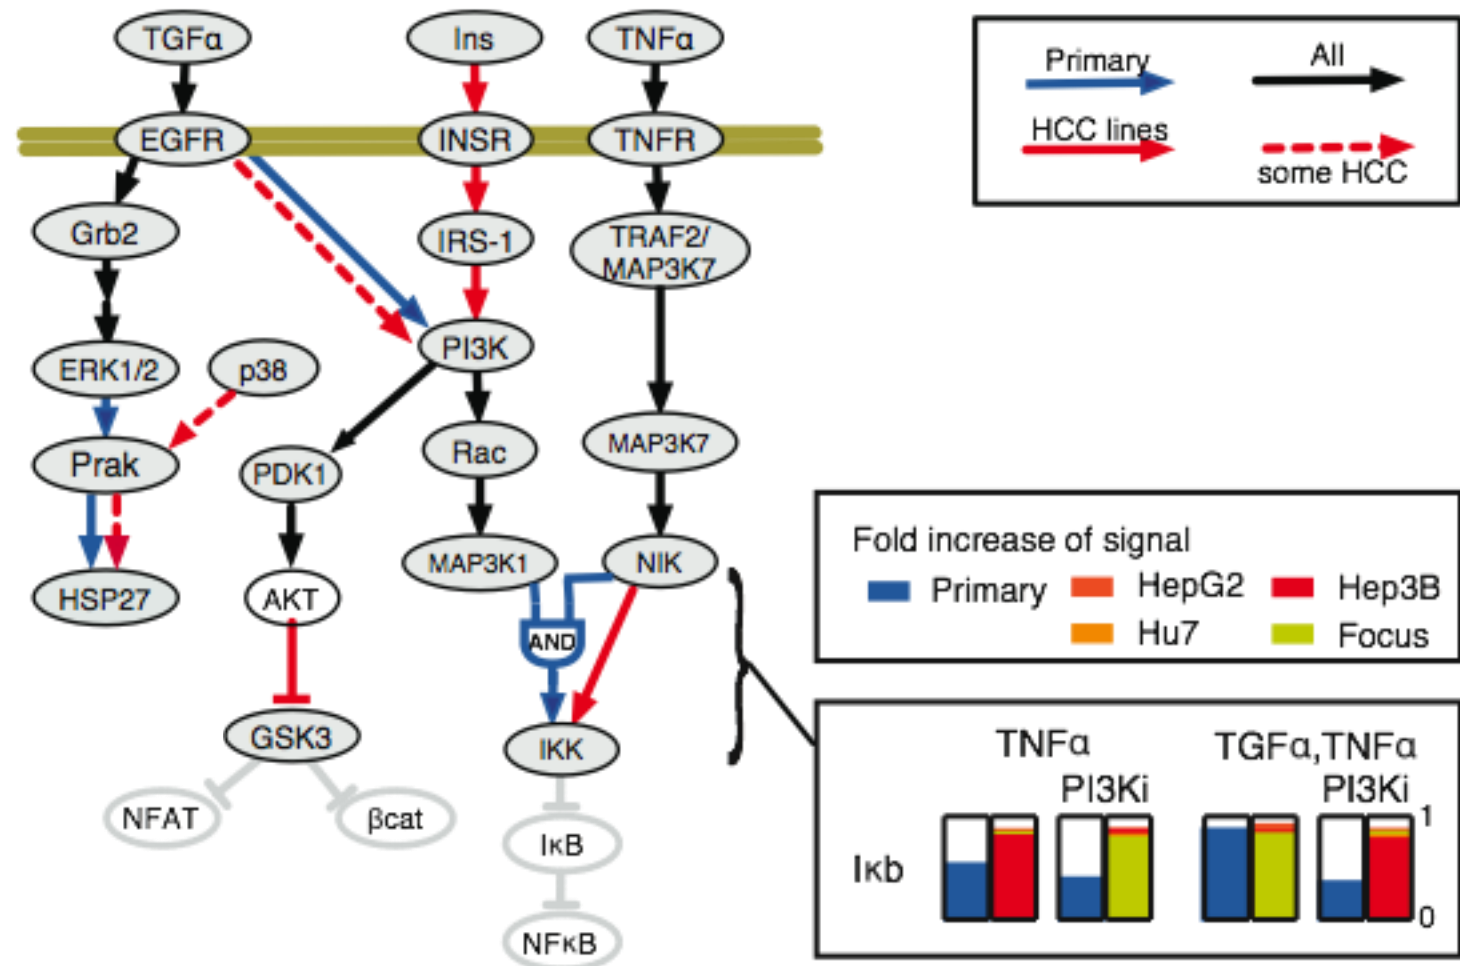 TGFα
Ins
TNFα
EGFR
INSR
TNFR
Grb2
IRS-1
TRAF2/
MAP3K7
ERK1/2
p38
PI3K
Prak
PDK1
Rac
MAP3K7
HSP27
AKT
MAP3K1
NIK
AND
GSK3
IKK
NFAT
βcat
IκB
NFκB
Primary
All
HCC lines
some HCC
Fold increase of signal
Primary
HepG2
Hep3B
Hu7
Focus
TNFα
TGFα,TNFα
PI3Ki
PI3Ki
1
Iκb
0